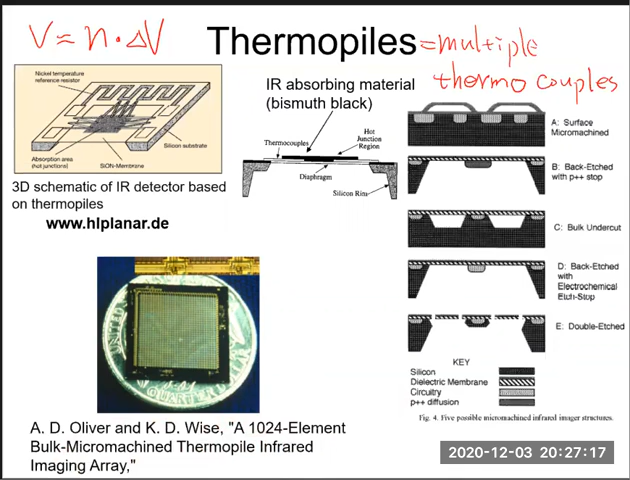 V = n · ΔV
Thermopiles
= multiple
thermo couples
Nickel temperature
reference resistor
Absorption area
(hot junctions)
SiON-Membrane
Silicon substrate
3D schematic of IR detector based
on thermopiles
www.hlplanar.de
IR absorbing material
(bismuth black)
Thermocouples
Hot
Junction
Region
Diaphragm
Silicon Rim
A: Surface
Micromachined
B: Back-Etched
with p++ stop
C: Bulk Undercut
D: Back-Etched
with
Electrochemical
Etch-Stop
E: Double-Etched
KEY
Silicon
Dielectric Membrane
Circuitry
p++ diffusion
Fig. 4. Five possible micromachined infrared imager structures.
UNITED
QUARTER
A. D. Oliver and K. D. Wise, "A 1024-Element
Bulk-Micromachined Thermopile Infrared
Imaging Array,"
2020-12-03 20:27:17